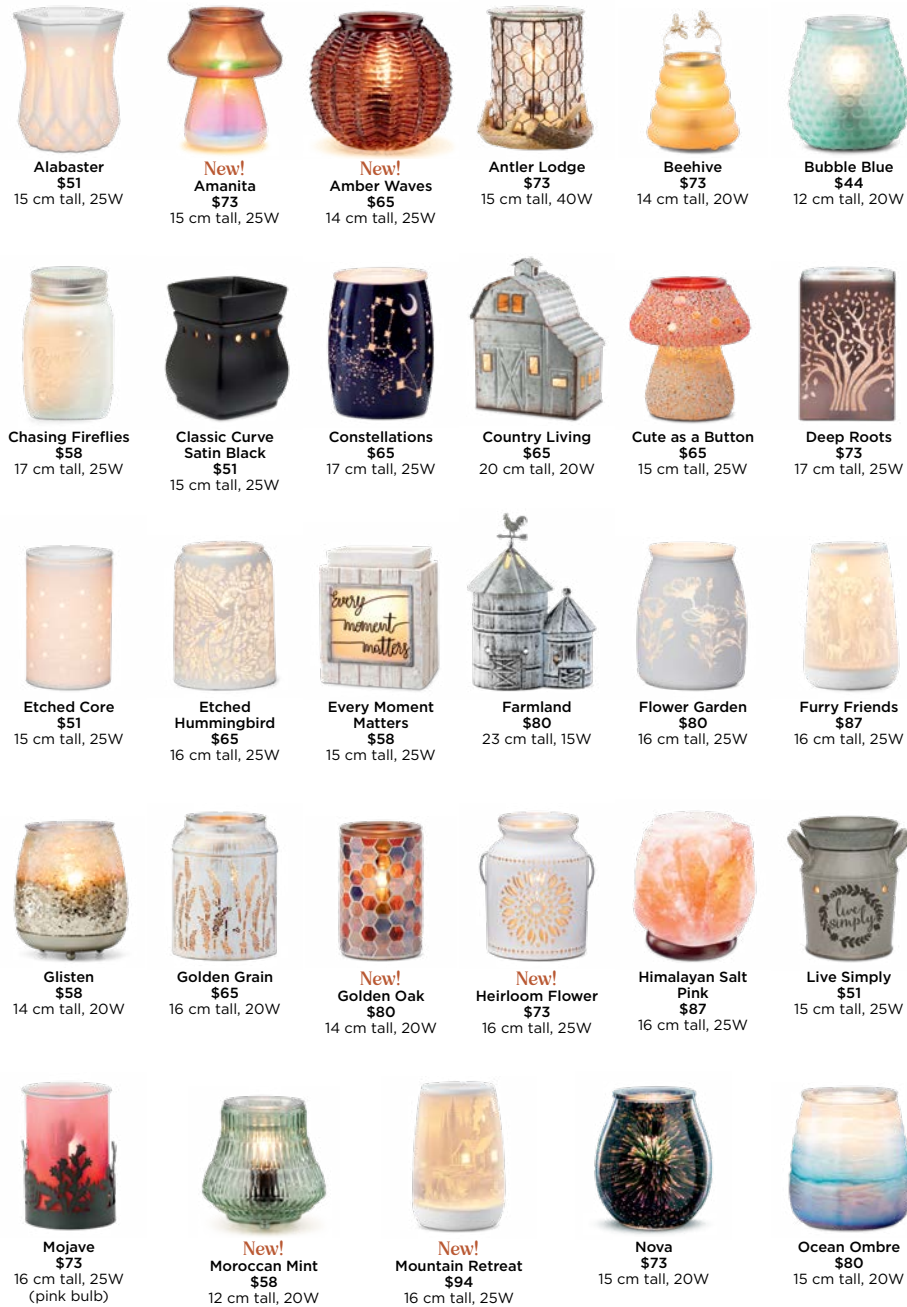 Alabaster
$51
15 cm tall, 25W
New!
Amanita
$73
15 cm tall, 25W
New!
Amber Waves
$65
14 cm tall, 25W
Antler Lodge
$73
15 cm tall, 40W
Beehive
$73
14 cm tall, 20W
Bubble Blue
$44
12 cm tall, 20W
Chasing Fireflies
$58
17 cm tall, 25W
Classic Curve
Satin Black
$51
15 cm tall, 25W
Constellations
$65
17 cm tall, 25W
Country Living
$65
20 cm tall, 20W
Cute as a Button
$65
15 cm tall, 25W
Deep Roots
$73
17 cm tall, 25W
Etched Core
$51
15 cm tall, 25W
Etched
Hummingbird
$65
16 cm tall, 25W
Every
moment
matters
Every Moment
Matters
$58
15 cm tall, 25W
Farmland
$80
23 cm tall, 15W
Flower Garden
$80
16 cm tall, 25W
Furry Friends
$87
16 cm tall, 25W
Glisten
$58
14 cm tall, 20W
Golden Grain
$65
16 cm tall, 20W
New!
Golden Oak
$80
14 cm tall, 20W
New!
Heirloom Flower
$73
16 cm tall, 25W
Himalayan Salt
Pink
$87
16 cm tall, 25W
live
simply
Live Simply
$51
15 cm tall, 25W
Mojave
$73
16 cm tall, 25W
(pink bulb)
New!
Moroccan Mint
$58
12 cm tall, 20W
New!
Mountain Retreat
$94
16 cm tall, 25W
Nova
$73
15 cm tall, 20W
Ocean Ombre
$80
15 cm tall, 20W